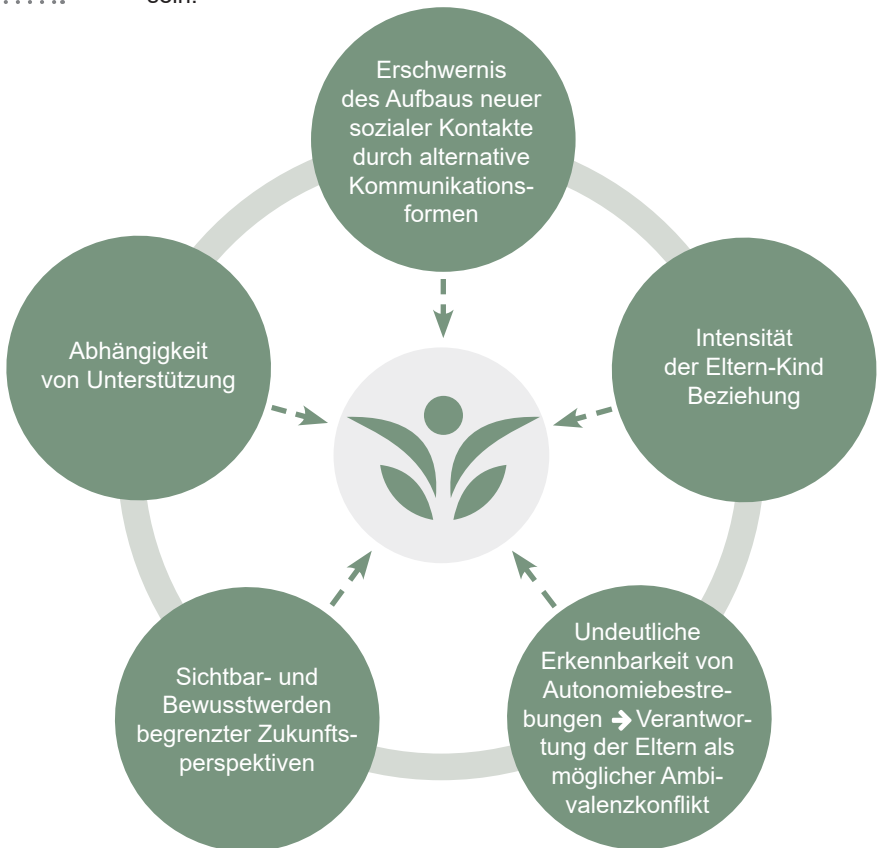 sein.
Erschwernis
des Aufbaus neuer
sozialer Kontakte
durch alternative
Kommunikations-
formen
Abhängigkeit
von Unterstützung
Intensität
der Eltern-Kind
Beziehung
Sichtbar- und
Bewusstwerden
begrenzter Zukunfts-
perspektiven
Undeutliche
Erkennbarkeit von
Autonomiebestre-
bungen ➔ Verantwor-
tung der Eltern als
möglicher Ambi-
valenzkonflikt